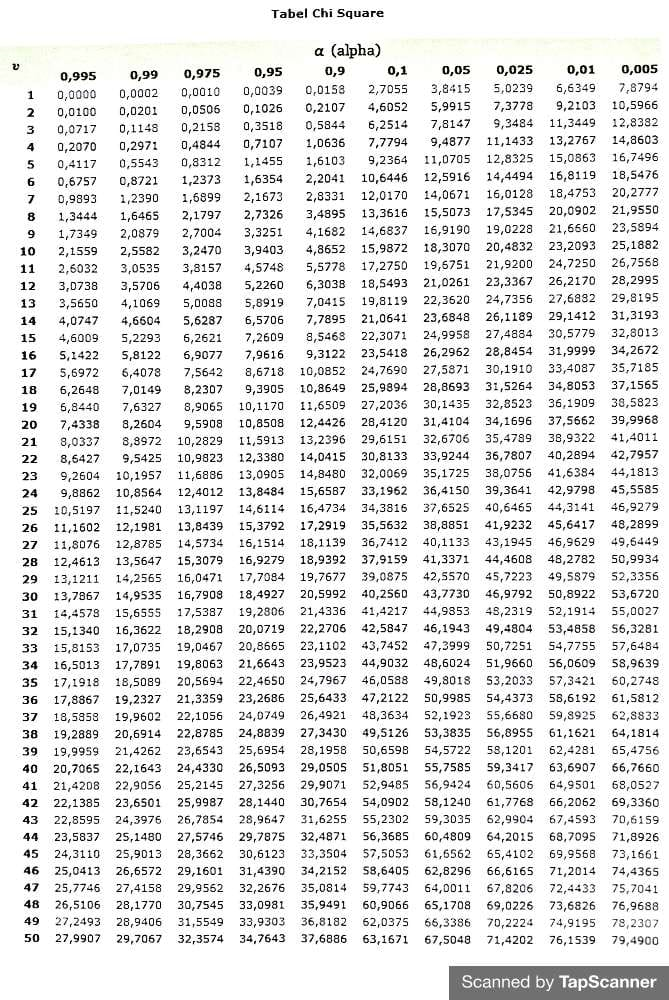 Tabel Chi Square
α (alpha)
υ 0,995 0,99 0,975 0,95 0,9 0,1 0,05 0,025 0,01 0,005
1 0,0000 0,0002 0,0010 0,0039 0,0158 2,7055 3,8415 5,0239 6,6349 7,8794
2 0,0100 0,0201 0,0506 0,1026 0,2107 4,6052 5,9915 7,3778 9,2103 10,5966
3 0,0717 0,1148 0,2158 0,3518 0,5844 6,2514 7,8147 9,3484 11,3449 12,8382
4 0,2070 0,2971 0,4844 0,7107 1,0636 7,7794 9,4877 11,1433 13,2767 14,8603
5 0,4117 0,5543 0,8312 1,1455 1,6103 9,2364 11,0705 12,8325 15,0863 16,7496
6 0,6757 0,8721 1,2373 1,6354 2,2041 10,6446 12,5916 14,4494 16,8119 18,5476
7 0,9893 1,2390 1,6899 2,1673 2,8331 12,0170 14,0671 16,0128 18,4753 20,2777
8 1,3444 1,6465 2,1797 2,7326 3,4895 13,3616 15,5073 17,5345 20,0902 21,9550
9 1,7349 2,0879 2,7004 3,3251 4,1682 14,6837 16,9190 19,0228 21,6660 23,5894
10 2,1559 2,5582 3,2470 3,9403 4,8652 15,9872 18,3070 20,4832 23,2093 25,1882
11 2,6032 3,0535 3,8157 4,5748 5,5778 17,2750 19,6751 21,9200 24,7250 26,7568
12 3,0738 3,5706 4,4038 5,2260 6,3038 18,5493 21,0261 23,3367 26,2170 28,2995
13 3,5650 4,1069 5,0088 5,8919 7,0415 19,8119 22,3620 24,7356 27,6882 29,8195
14 4,0747 4,6604 5,6287 6,5706 7,7895 21,0641 23,6848 26,1189 29,1412 31,3193
15 4,6009 5,2293 6,2621 7,2609 8,5468 22,3071 24,9958 27,4884 30,5779 32,8013
16 5,1422 5,8122 6,9077 7,9616 9,3122 23,5418 26,2962 28,8454 31,9999 34,2672
17 5,6972 6,4078 7,5642 8,6718 10,0852 24,7690 27,5871 30,1910 33,4087 35,7185
18 6,2648 7,0149 8,2307 9,3905 10,8649 25,9894 28,8693 31,5264 34,8053 37,1565
19 6,8440 7,6327 8,9065 10,1170 11,6509 27,2036 30,1435 32,8523 36,1909 38,5823
20 7,4338 8,2604 9,5908 10,8508 12,4426 28,4120 31,4104 34,1696 37,5662 39,9968
21 8,0337 8,8972 10,2829 11,5913 13,2396 29,6151 32,6706 35,4789 38,9322 41,4011
22 8,6427 9,5425 10,9823 12,3380 14,0415 30,8133 33,9244 36,7807 40,2894 42,7957
23 9,2604 10,1957 11,6886 13,0905 14,8480 32,0069 35,1725 38,0756 41,6384 44,1813
24 9,8862 10,8564 12,4012 13,8484 15,6587 33,1962 36,4150 39,3641 42,9798 45,5585
25 10,5197 11,5240 13,1197 14,6114 16,4734 34,3816 37,6525 40,6465 44,3141 46,9279
26 11,1602 12,1981 13,8439 15,3792 17,2919 35,5632 38,8851 41,9232 45,6417 48,2899
27 11,8076 12,8785 14,5734 16,1514 18,1139 36,7412 40,1133 43,1945 46,9629 49,6449
28 12,4613 13,5647 15,3079 16,9279 18,9392 37,9159 41,3371 44,4608 48,2782 50,9934
29 13,1211 14,2565 16,0471 17,7084 19,7677 39,0875 42,5570 45,7223 49,5879 52,3356
30 13,7867 14,9535 16,7908 18,4927 20,5992 40,2560 43,7730 46,9792 50,8922 53,6720
31 14,4578 15,6555 17,5387 19,2806 21,4336 41,4217 44,9853 48,2319 52,1914 55,0027
32 15,1340 16,3622 18,2908 20,0719 22,2706 42,5847 46,1943 49,4804 53,4858 56,3281
33 15,8153 17,0735 19,0467 20,8665 23,1102 43,7452 47,3999 50,7251 54,7755 57,6484
34 16,5013 17,7891 19,8063 21,6643 23,9523 44,9032 48,6024 51,9660 56,0609 58,9639
35 17,1918 18,5089 20,5694 22,4650 24,7967 46,0588 49,8018 53,2033 57,3421 60,2748
36 17,8867 19,2327 21,3359 23,2686 25,6433 47,2122 50,9985 54,4373 58,6192 61,5812
37 18,5858 19,9602 22,1056 24,0749 26,4921 48,3634 52,1923 55,6680 59,8925 62,8833
38 19,2889 20,6914 22,8785 24,8839 27,3430 49,5126 53,3835 56,8955 61,1621 64,1814
39 19,9959 21,4262 23,6543 25,6954 28,1958 50,6598 54,5722 58,1201 62,4281 65,4756
40 20,7065 22,1643 24,4330 26,5093 29,0505 51,8051 55,7585 59,3417 63,6907 66,7660
41 21,4208 22,9056 25,2145 27,3256 29,9071 52,9485 56,9424 60,5606 64,9501 68,0527
42 22,1385 23,6501 25,9987 28,1440 30,7654 54,0902 58,1240 61,7768 66,2062 69,3360
43 22,8595 24,3976 26,7854 28,9647 31,6255 55,2302 59,3035 62,9904 67,4593 70,6159
44 23,5837 25,1480 27,5746 29,7875 32,4871 56,3685 60,4809 64,2015 68,7095 71,8926
45 24,3110 25,9013 28,3662 30,6123 33,3504 57,5053 61,6562 65,4102 69,9568 73,1661
46 25,0413 26,6572 29,1601 31,4390 34,2152 58,6405 62,8296 66,6165 71,2014 74,4365
47 25,7746 27,4158 29,9562 32,2676 35,0814 59,7743 64,0011 67,8206 72,4433 75,7041
48 26,5106 28,1770 30,7545 33,0981 35,9491 60,9066 65,1708 69,0226 73,6826 76,9688
49 27,2493 28,9406 31,5549 33,9303 36,8182 62,0375 66,3386 70,2224 74,9195 78,2307
50 27,9907 29,7067 32,3574 34,7643 37,6886 63,1671 67,5048 71,4202 76,1539 79,4900
Scanned by TapScanner